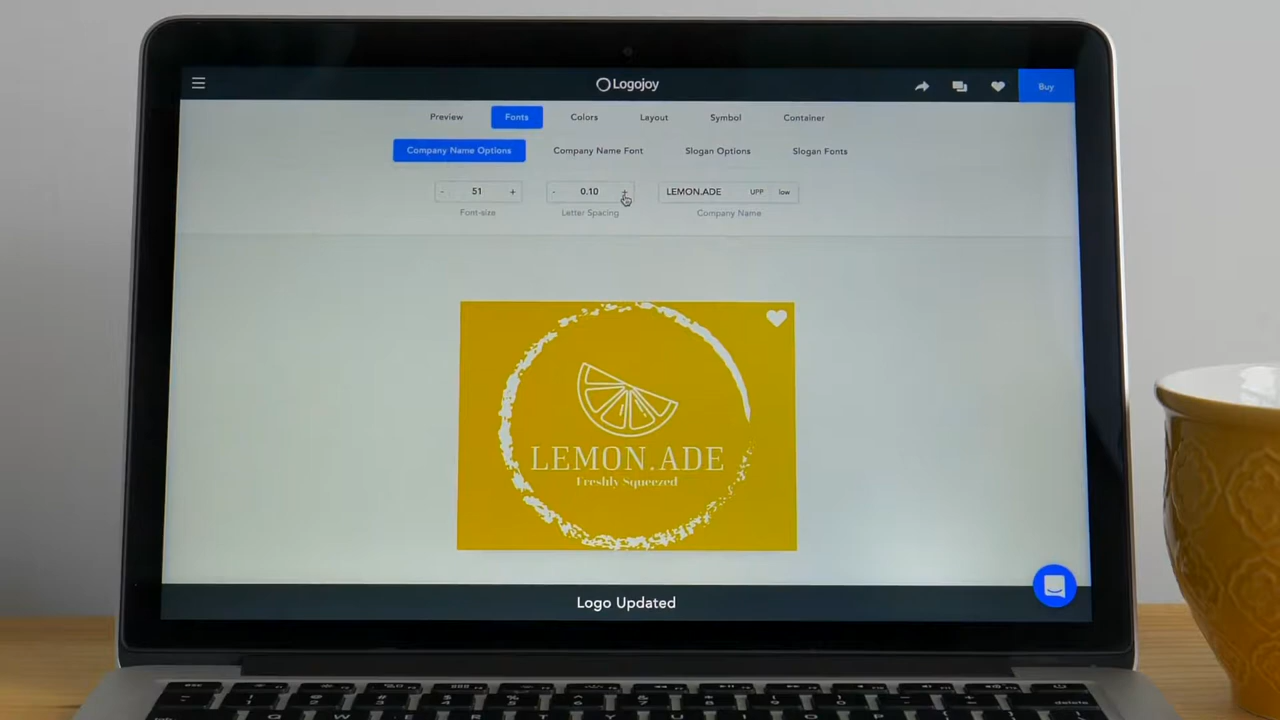 Logojoy
Buy
Preview Fonts Colors Layout Symbol Container
Company Name Options Company Name Font Slogan Options Slogan Fonts
- 51 + - 0.10 + LEMON.ADE UPP low
Font-size Letter Spacing Company Name
LEMON.ADE
Freshly Squeezed
Logo Updated
delete